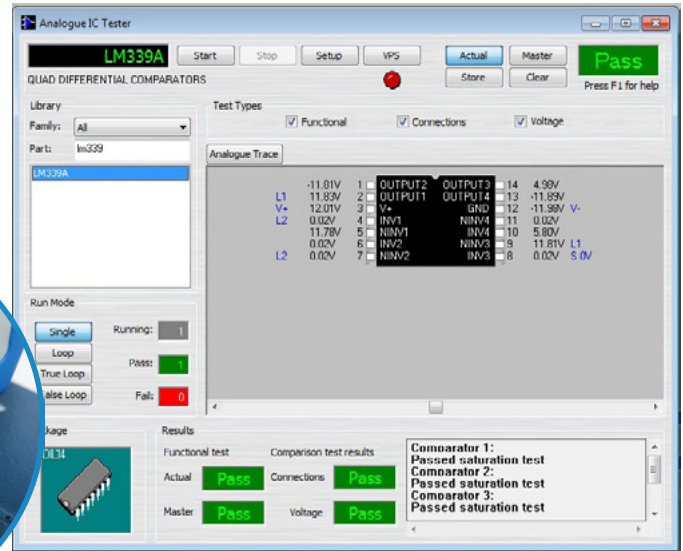 Analogue IC Tester
LM339A Start Stop Setup VPS Actual Master Pass
QUAD DIFFERENTIAL COMPARATORS Store Clear Press F1 for help
Library Test Types
Family: All Functional Connections Voltage
Part: lm339 Analogue Trace
LM339A
-11.81V 1 OUTPUT2 OUTPUT3 14 4.98V
L1 11.83V 2 OUTPUT1 OUTPUT4 13 -11.89V
V+ 12.01V 3 V+ GND 12 -11.98V V-
L2 0.02V 4 INV1 NINV4 11 0.02V
11.78V 5 NINV1 INV4 10 5.80V
0.02V 6 INV2 NINV3 9 11.81V L1
L2 0.02V 7 NINV2 INV3 8 0.02V S 0V
Run Mode
Single Running: 1
Loop
True Loop Pass: 1
alse Loop Fail: 0
kage Results
DIL14 Functional test Comparison test results
Actual Pass Connections Pass
Master Pass Voltage Pass
Comparator 1:
Passed saturation test
Comparator 2:
Passed saturation test
Comparator 3:
Passed saturation test